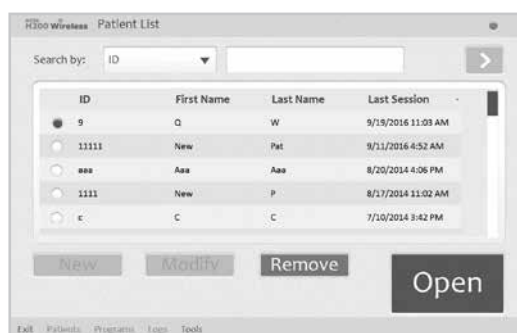 H200 Wireless Patient List
Search by: ID
ID First Name Last Name Last Session
9 Q W 9/19/2016 11:03 AM
11111 New Pat 9/11/2016 4:52 AM
aaa Aaa Aaa 8/20/2014 4:06 PM
1111 New P 8/17/2014 11:02 AM
c C C 7/10/2014 3:42 PM
New Modify Remove
Open
Exit Patients Programs Logs Tools